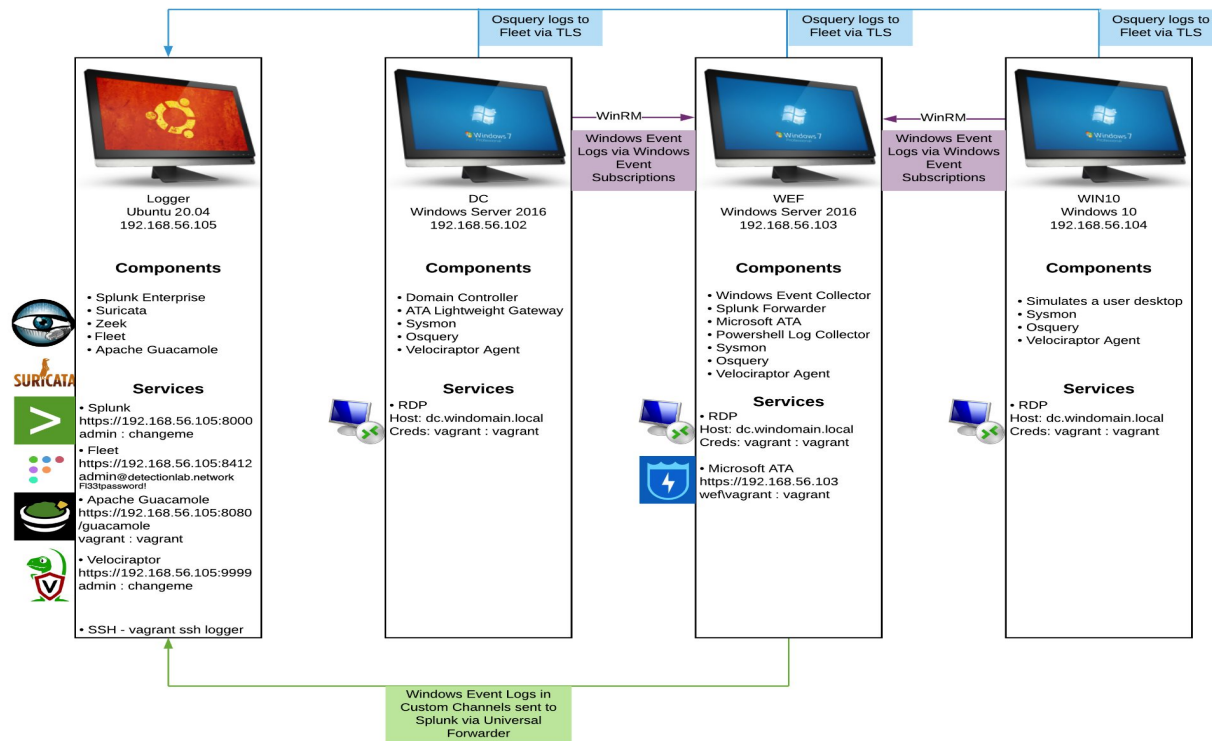 Osquery logs to
Fleet via TLS
Osquery logs to
Fleet via TLS
Osquery logs to
Fleet via TLS
Windows 7
Professional
Windows 7
Professional
Windows 7
Professional
WinRM
Windows Event
Logs via Windows
Event
Subscriptions
WinRM
Windows Event
Logs via Windows
Event
Subscriptions
Logger
Ubuntu 20.04
192.168.56.105
Components
• Splunk Enterprise
• Suricata
• Zeek
• Fleet
• Apache Guacamole
SURICATA
Services
• Splunk
https://192.168.56.105:8000
admin : changeme
• Fleet
https://192.168.56.105:8412
admin@detectionlab.network
Fl33tpassword!
• Apache Guacamole
https://192.168.56.105:8080
/guacamole
vagrant : vagrant
V
• Velociraptor
https://192.168.56.105:9999
admin : changeme
• SSH - vagrant ssh logger
DC
Windows Server 2016
192.168.56.102
Components
• Domain Controller
• ATA Lightweight Gateway
• Sysmon
• Osquery
• Velociraptor Agent
Services
• RDP
Host: dc.windomain.local
Creds: vagrant : vagrant
WEF
Windows Server 2016
192.168.56.103
Components
• Windows Event Collector
• Splunk Forwarder
• Microsoft ATA
• Powershell Log Collector
• Sysmon
• Osquery
• Velociraptor Agent
Services
• RDP
Host: dc.windomain.local
Creds: vagrant : vagrant
• Microsoft ATA
https://192.168.56.103
wef\vagrant : vagrant
WIN10
Windows 10
192.168.56.104
Components
• Simulates a user desktop
• Sysmon
• Osquery
• Velociraptor Agent
Services
• RDP
Host: dc.windomain.local
Creds: vagrant : vagrant
Windows Event Logs in
Custom Channels sent to
Splunk via Universal
Forwarder